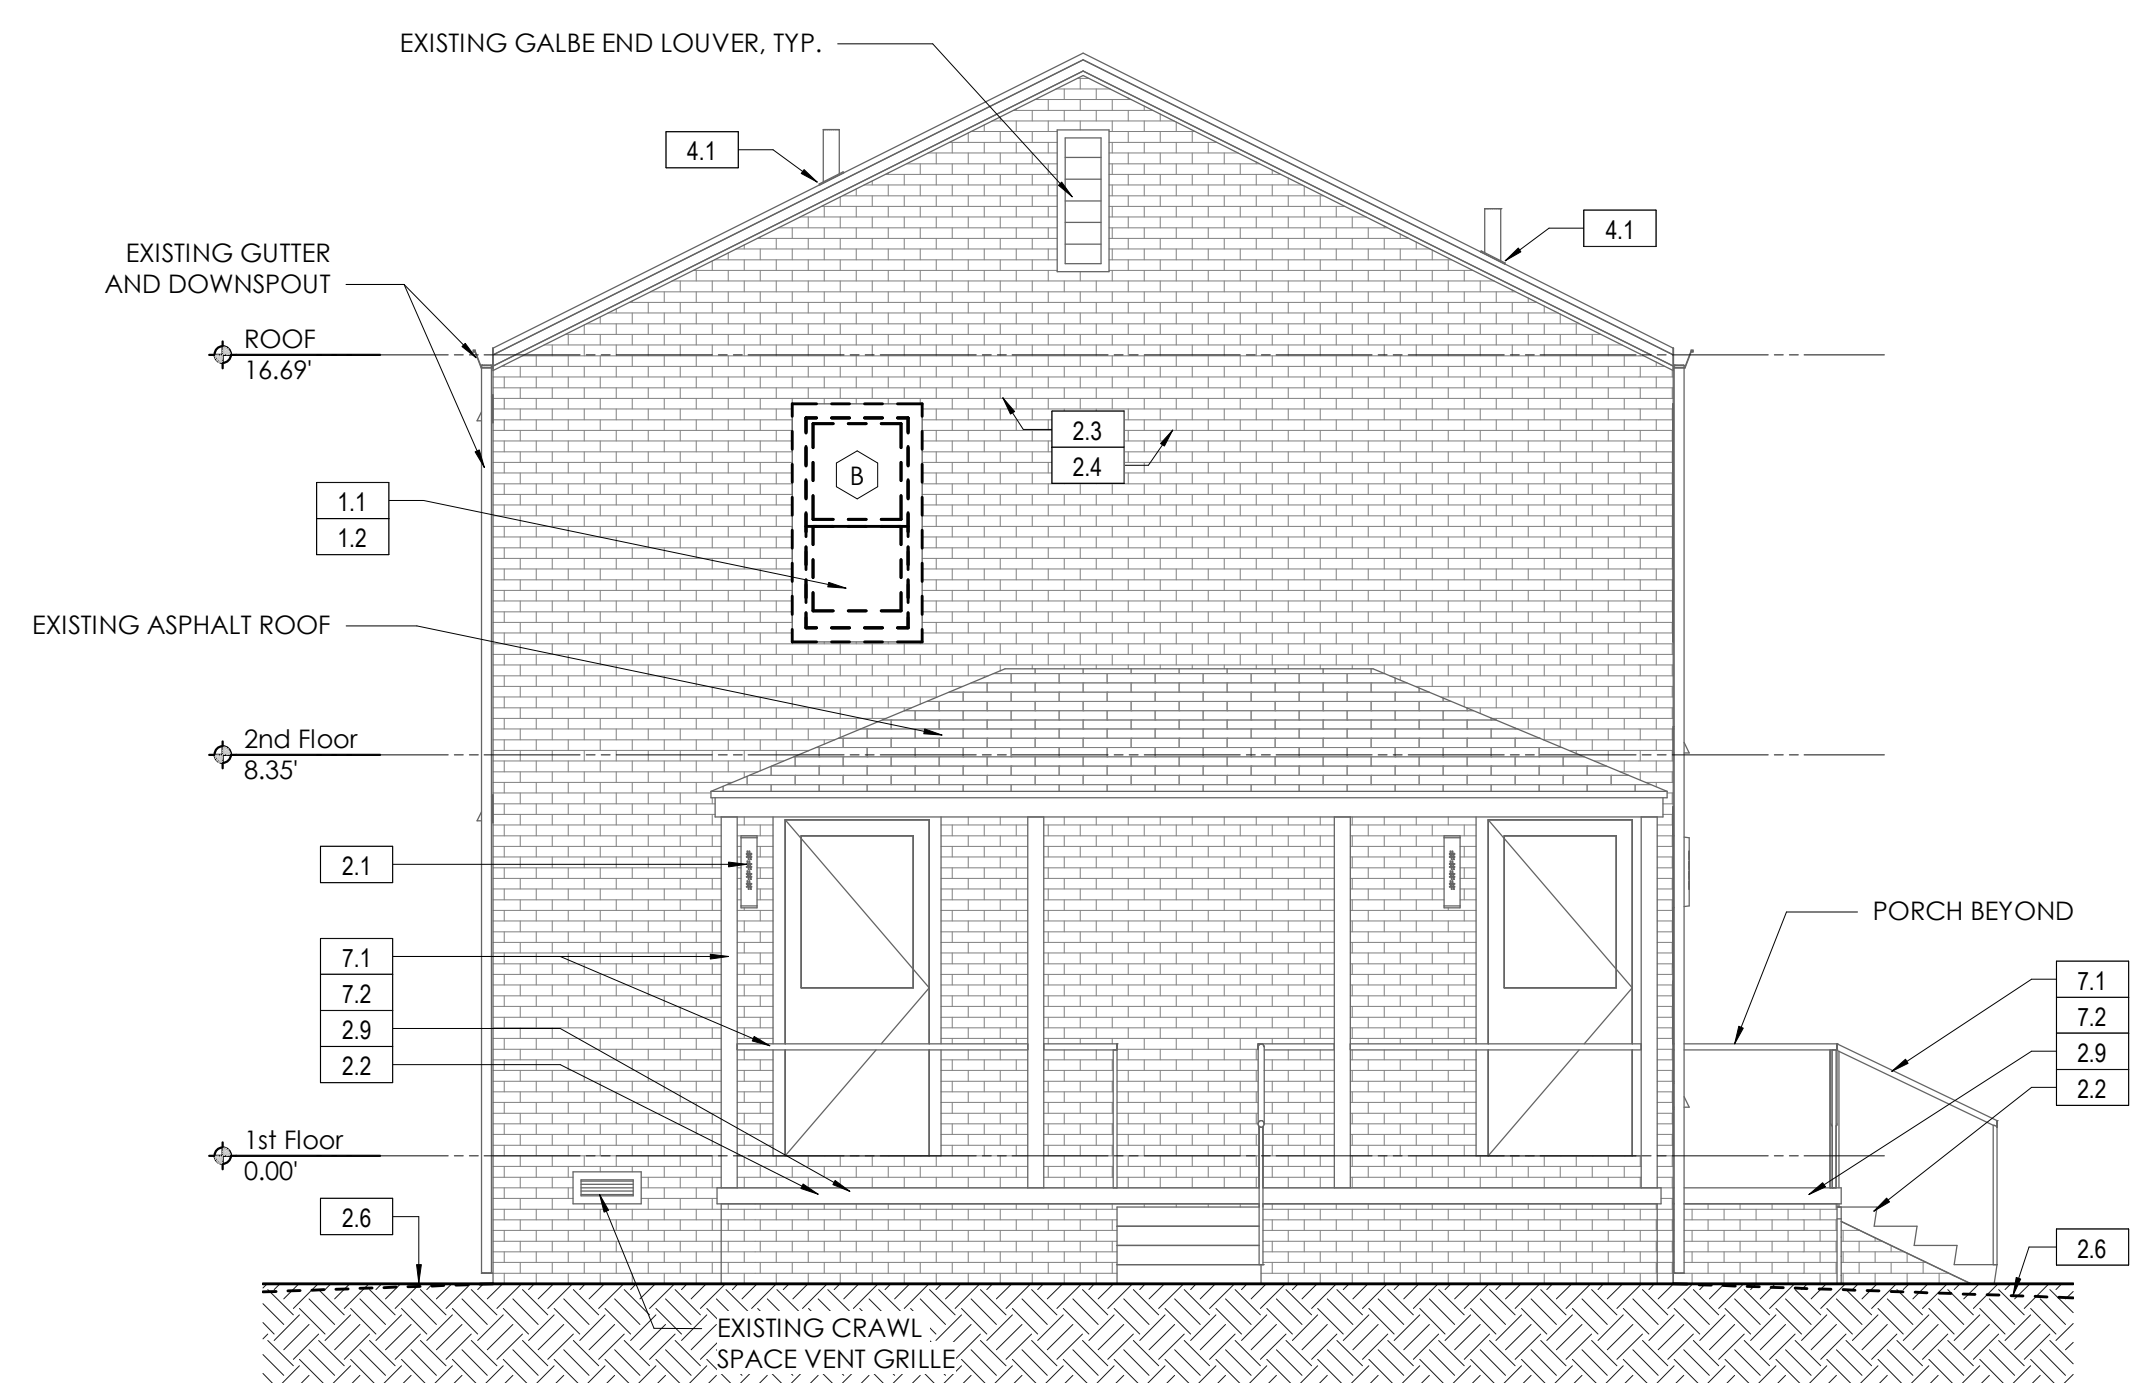 EXISTING GALBE END LOUVER, TYP.
4.1
4.1
EXISTING GUTTER
AND DOWNSPOUT
ROOF
16.69'
2.3
2.4
B
1.1
1.2
EXISTING ASPHALT ROOF
2nd Floor
8.35'
2.1
PORCH BEYOND
7.1
7.2
2.9
2.2
7.1
7.2
2.9
2.2
1st Floor
0.00'
2.6
2.6
EXISTING CRAWL
SPACE VENT GRILLE